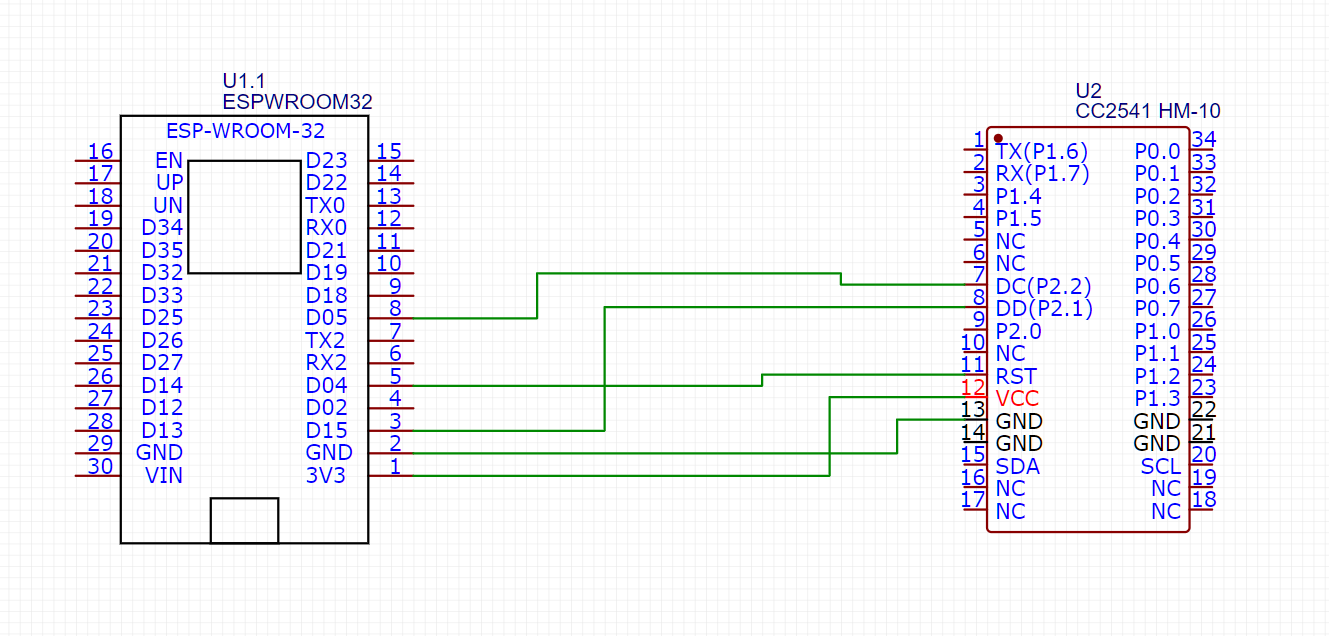 U1.1
ESPWROOM32
ESP-WROOM-32
16 EN D23 15
17 UP D22 14
18 UN TX0 13
19 D34 RX0 12
20 D35 D21 11
21 D32 D19 10
22 D33 D18 9
23 D25 D05 8
24 D26 TX2 7
25 D27 RX2 6
26 D14 D04 5
27 D12 D02 4
28 D13 D15 3
29 GND GND 2
30 VIN 3V3 1
U2
CC2541 HM-10
1 TX(P1.6) P0.0 34
2 RX(P1.7) P0.1 33
3 P1.4 P0.2 32
4 P1.5 P0.3 31
5 NC P0.4 30
6 NC P0.5 29
7 DC(P2.2) P0.6 28
8 DD(P2.1) P0.7 27
9 P2.0 P1.0 26
10 NC P1.1 25
11 RST P1.2 24
12 VCC P1.3 23
13 GND GND 22
14 GND GND 21
15 SDA SCL 20
16 NC NC 19
17 NC NC 18